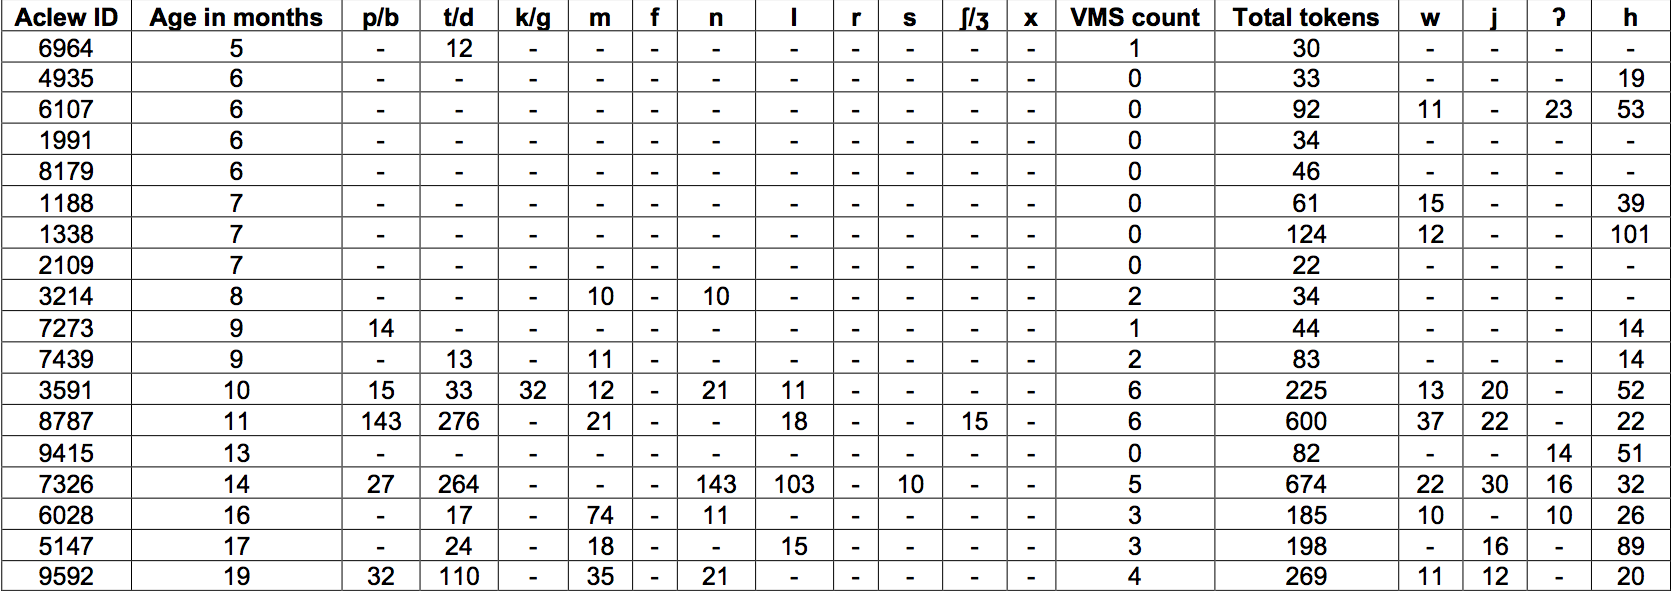 Aclew ID Age in months p/b t/d k/g m f n l r s ʃ/ʒ x VMS count Total tokens w j ʔ h
6964 5 - 12 - - - - - - - - - 1 30 - - - -
4935 6 - - - - - - - - - - - 0 33 - - - 19
6107 6 - - - - - - - - - - - 0 92 11 - 23 53
1991 6 - - - - - - - - - - - 0 34 - - - -
8179 6 - - - - - - - - - - - 0 46 - - - -
1188 7 - - - - - - - - - - - 0 61 15 - - 39
1338 7 - - - - - - - - - - - 0 124 12 - - 101
2109 7 - - - - - - - - - - - 0 22 - - - -
3214 8 - - - 10 - 10 - - - - - 2 34 - - - -
7273 9 14 - - - - - - - - - - 1 44 - - - 14
7439 9 - 13 - 11 - - - - - - - 2 83 - - - 14
3591 10 15 33 32 12 - 21 11 - - - - 6 225 13 20 - 52
8787 11 143 276 - 21 - - 18 - - 15 - 6 600 37 22 - 22
9415 13 - - - - - - - - - - - 0 82 - - 14 51
7326 14 27 264 - - - 143 103 - 10 - - 5 674 22 30 16 32
6028 16 - 17 - 74 - 11 - - - - - 3 185 10 - 10 26
5147 17 - 24 - 18 - - 15 - - - - 3 198 - 16 - 89
9592 19 32 110 - 35 - 21 - - - - - 4 269 11 12 - 20